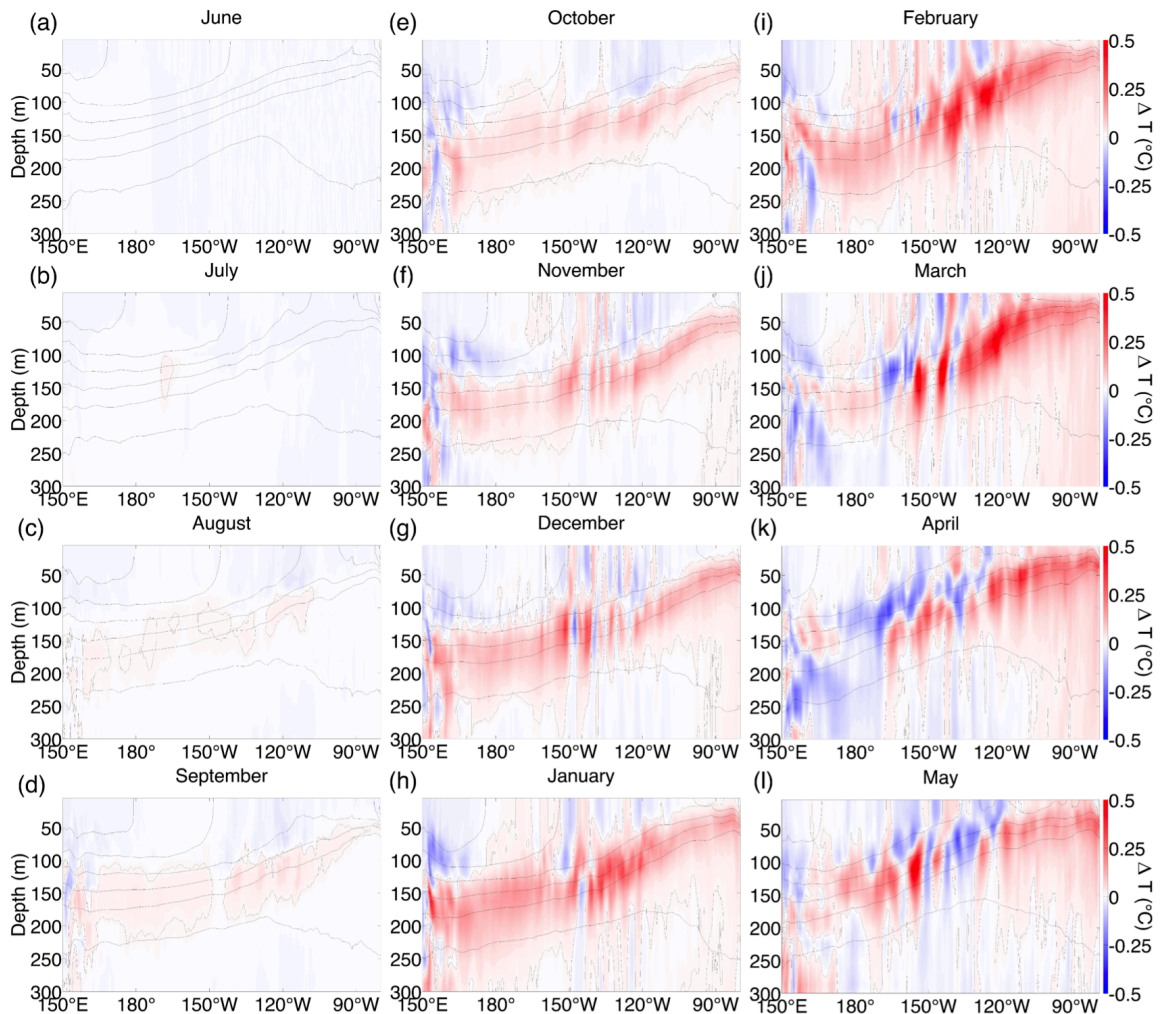 (a) June
50
100
150
200
250
300
Depth (m)
150°E 180° 150°W 120°W 90°W
(b) July
50
100
150
200
250
300
Depth (m)
150°E 180° 150°W 120°W 90°W
(c) August
50
100
150
200
250
300
Depth (m)
150°E 180° 150°W 120°W 90°W
(d) September
50
100
150
200
250
300
Depth (m)
150°E 180° 150°W 120°W 90°W
(e) October
50
100
150
200
250
300
150°E 180° 150°W 120°W 90°W
(f) November
50
100
150
200
250
300
150°E 180° 150°W 120°W 90°W
(g) December
50
100
150
200
250
300
150°E 180° 150°W 120°W 90°W
(h) January
50
100
150
200
250
300
150°E 180° 150°W 120°W 90°W
(i) February
50
100
150
200
250
300
150°E 180° 150°W 120°W 90°W
0.5
0.25
0
-0.25
-0.5
Δ T (°C)
(j) March
50
100
150
200
250
300
150°E 180° 150°W 120°W 90°W
0.5
0.25
0
-0.25
-0.5
Δ T (°C)
(k) April
50
100
150
200
250
300
150°E 180° 150°W 120°W 90°W
0.5
0.25
0
-0.25
-0.5
Δ T (°C)
(l) May
50
100
150
200
250
300
150°E 180° 150°W 120°W 90°W
0.5
0.25
0
-0.25
-0.5
Δ T (°C)